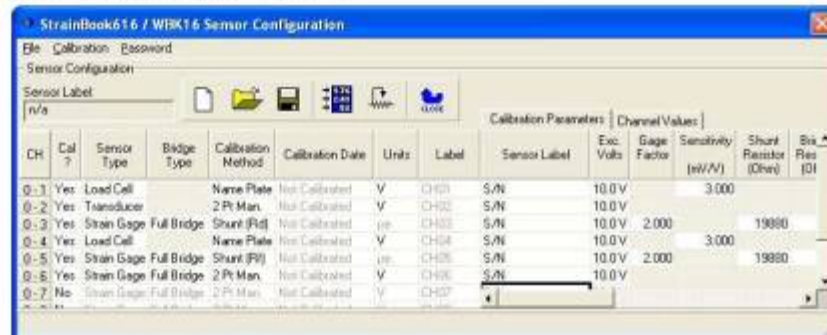 StrainBook616 / WBK16 Sensor Configuration
File Calibration Password
Sensor Configuration
Sensor Label
n/a
CLOSE
Calibration Parameters Channel Values
CH Cal ? Sensor Type Bridge Type Calibration Method Calibration Date Units Label Sensor Label Exc. Volts Gage Factor Sensitivity (mV/V) Shunt Resistor (Ohm)
0-1 Yes Load Cell Name Plate Not Calibrated V CH01 S/N 10.0 V 3.000
0-2 Yes Transducer 2 Pt Man. Not Calibrated V CH02 S/N 10.0 V
0-3 Yes Strain Gage Full Bridge Shunt (Rd) Not Calibrated µe CH03 S/N 10.0 V 2.000 19880
0-4 Yes Load Cell Name Plate Not Calibrated V CH04 S/N 10.0 V 3.000
0-5 Yes Strain Gage Full Bridge Shunt Not Calibrated µe CH05 S/N 10.0 V 2.000 19880
0-6 Yes Strain Gage Full Bridge 2 Pt Man. Not Calibrated V CH06 S/N 10.0 V
0-7 No Strain Gage Full Bridge 2 Pt Man. Not Calibrated V CH07